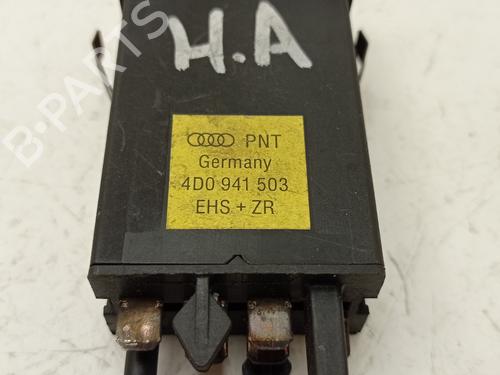 H.A
PNT
Germany
4D0 941 503
EHS + ZR
B-PARTS